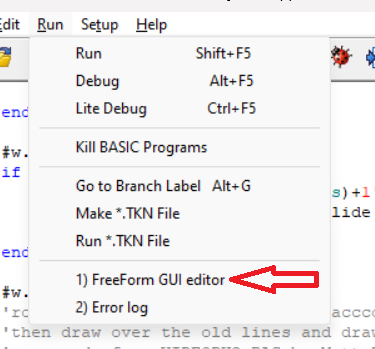 Edit Run Setup Help
Run Shift+F5
Debug Alt+F5
Lite Debug Ctrl+F5
end
Kill BASIC Programs
#w.
if
Go to Branch Label Alt+G
s)+1
Make *.TKN File
lide
Run *.TKN File
end
1) FreeForm GUI editor
#w.
2) Error log
'ro
accco
'then draw over the old lines and draw